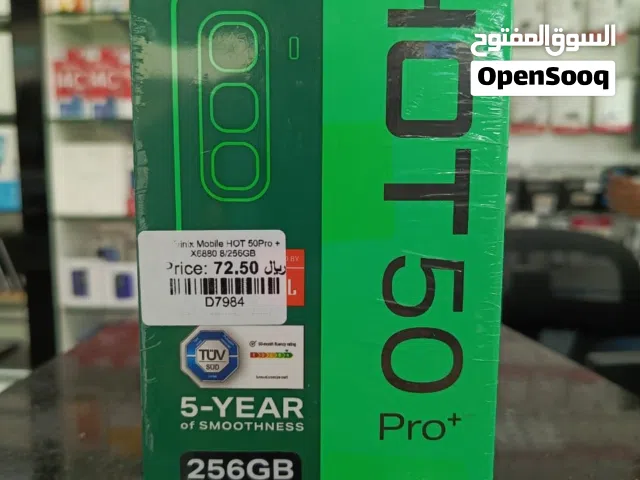 السوق المفتوح
OpenSooq
HOT 50
Pro+
Mobile HOT 50Pro +
X6880 8/256GB
Price: 72.50 ريال
D7984
TÜV
SÜD
5-YEAR
of SMOOTHNESS
256GB